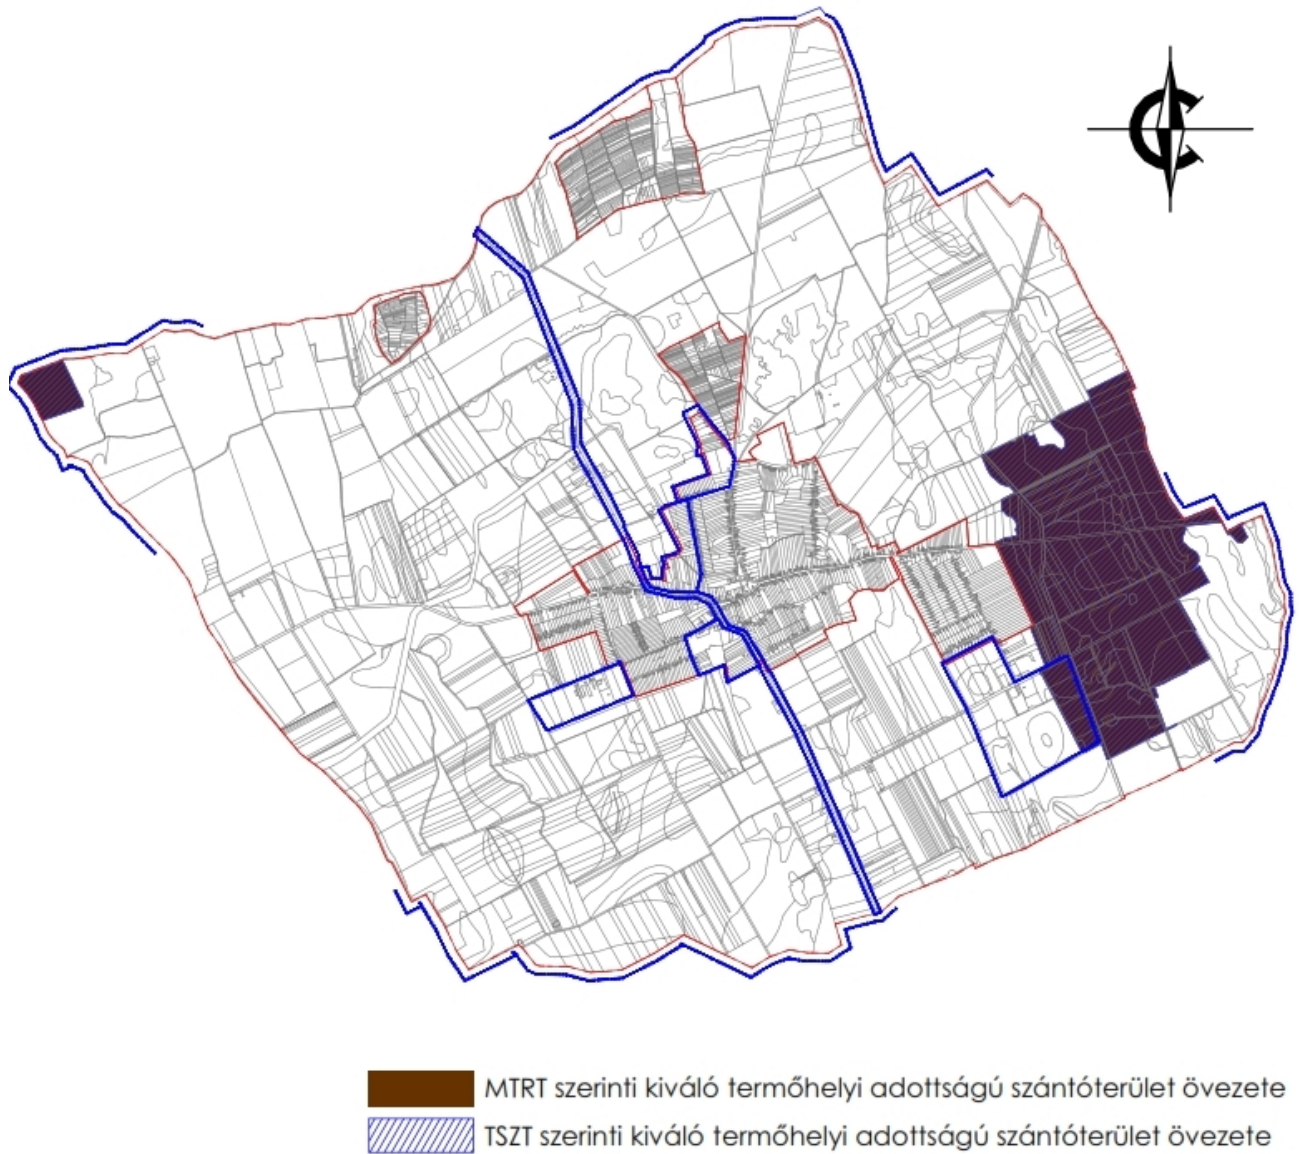 MTRT szerinti kiváló termőhelyi adottságú szántóterület övezete
TSZT szerinti kiváló termőhelyi adottságú szántóterület övezete